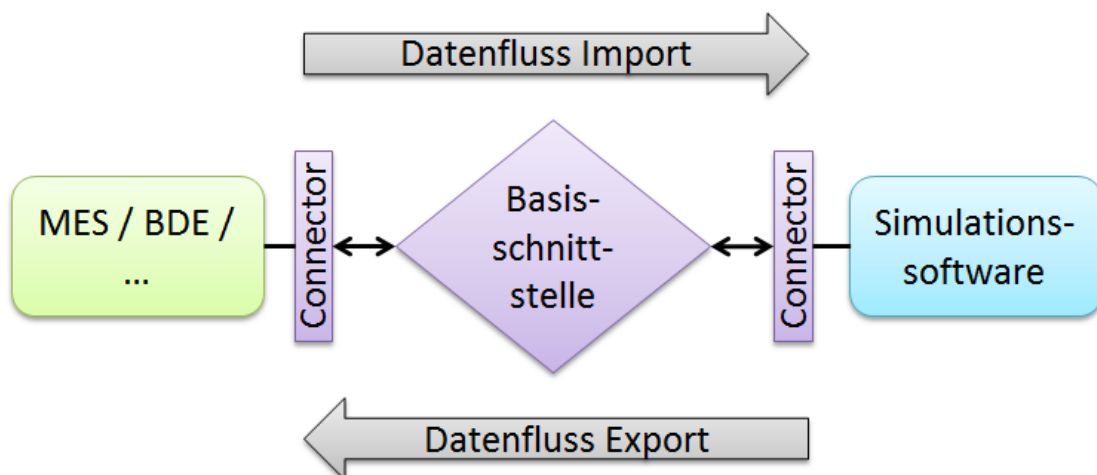 Datenfluss Import
MES / BDE /
...
Connector
Basis-
schnitt-
stelle
Connector
Simulations-
software
Datenfluss Export